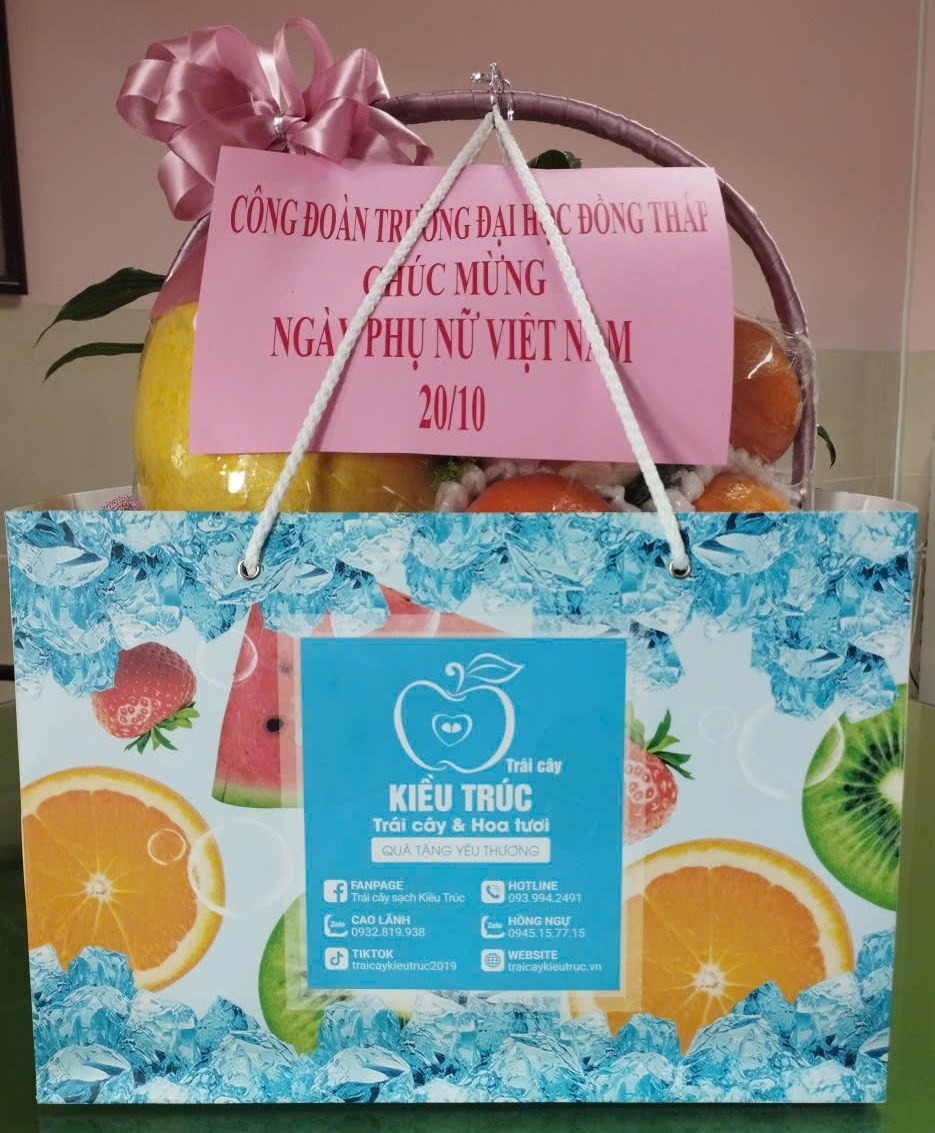 CÔNG ĐOÀN TRƯỜNG ĐẠI HỌC ĐỒNG THÁP
CHÚC MỪNG
NGÀY PHỤ NỮ VIỆT NAM
20/10
Trái cây
KIỀU TRÚC
Trái cây & Hoa tươi
QUÀ TẶNG YÊU THƯƠNG
FANPAGE
Trái cây sạch Kiều Trúc
HOTLINE
093.994.2491
Zalo
CAO LÃNH
0932.819.938
Zalo
HỒNG NGỰ
0945.15.77.15
TIKTOK
traicaykieutruc2019
WEBSITE
traicaykieutruc.vn